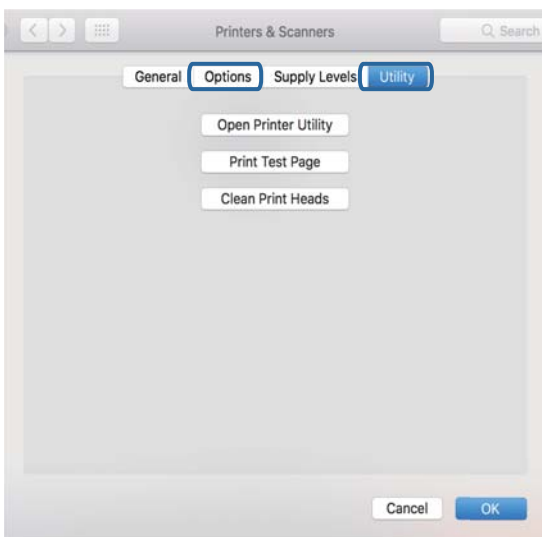 Printers & Scanners Search
General Options Supply Levels Utility
Open Printer Utility
Print Test Page
Clean Print Heads
Cancel OK